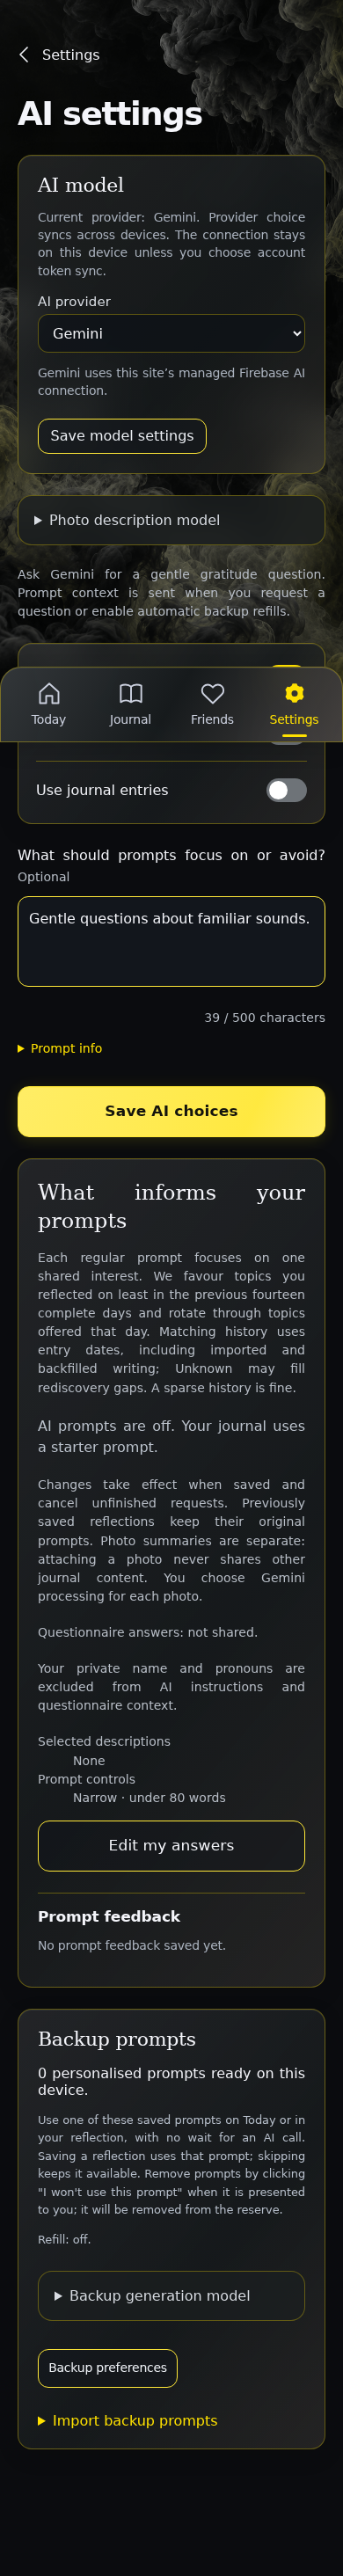 Settings
AI settings
AI model
Current provider: Gemini. Provider choice
syncs across devices. The connection stays
on this device unless you choose account
token sync.
AI provider
Gemini
Gemini uses this site’s managed Firebase AI
connection.
Save model settings
Photo description model
Ask Gemini for a gentle gratitude question.
Prompt context is sent when you request a
question or enable automatic backup refills.
Today
Journal
Friends
Settings
Use journal entries
What should prompts focus on or avoid?
Optional
Gentle questions about familiar sounds.
39 / 500 characters
Prompt info
Save AI choices
What informs your
prompts
Each regular prompt focuses on one
shared interest. We favour topics you
reflected on least in the previous fourteen
complete days and rotate through topics
offered that day. Matching history uses
entry dates, including imported and
backfilled writing; Unknown may fill
rediscovery gaps. A sparse history is fine.
AI prompts are off. Your journal uses
a starter prompt.
Changes take effect when saved and
cancel unfinished requests. Previously
saved reflections keep their original
prompts. Photo summaries are separate:
attaching a photo never shares other
journal content. You choose Gemini
processing for each photo.
Questionnaire answers: not shared.
Your private name and pronouns are
excluded from AI instructions and
questionnaire context.
Selected descriptions
None
Prompt controls
Narrow · under 80 words
Edit my answers
Prompt feedback
No prompt feedback saved yet.
Backup prompts
0 personalised prompts ready on this
device.
Use one of these saved prompts on Today or in
your reflection, with no wait for an AI call.
Saving a reflection uses that prompt; skipping
keeps it available. Remove prompts by clicking
"I won't use this prompt" when it is presented
to you; it will be removed from the reserve.
Refill: off.
Backup generation model
Backup preferences
Import backup prompts